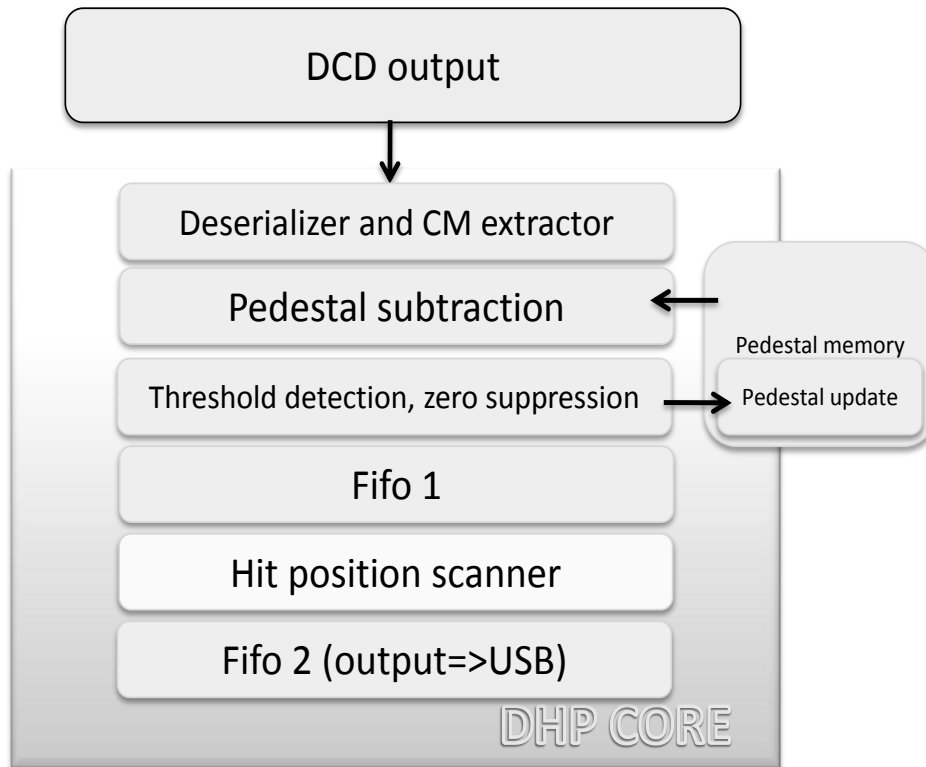 DCD output
Deserializer and CM extractor
Pedestal subtraction
Pedestal memory
Threshold detection, zero suppression
Pedestal update
Fifo 1
Hit position scanner
Fifo 2 (output=>USB)
DHP CORE